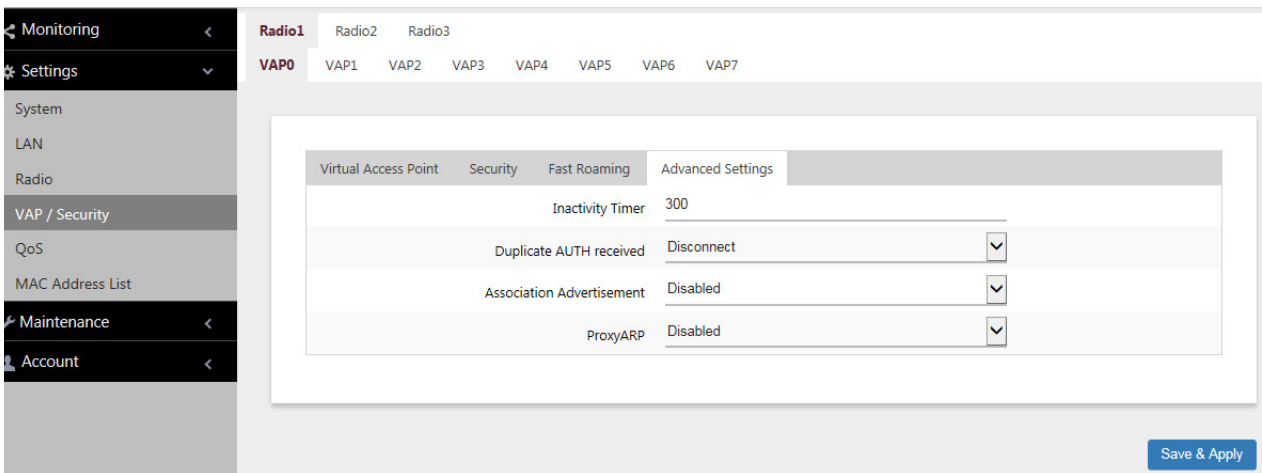 Monitoring
Settings
System
LAN
Radio
VAP / Security
QoS
MAC Address List
Maintenance
Account
Radio1 Radio2 Radio3
VAP0 VAP1 VAP2 VAP3 VAP4 VAP5 VAP6 VAP7
Virtual Access Point Security Fast Roaming Advanced Settings
Inactivity Timer 300
Duplicate AUTH received Disconnect
Association Advertisement Disabled
ProxyARP Disabled
Save & Apply